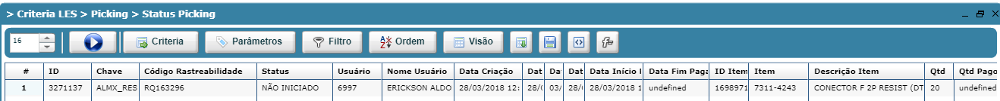 > Criteria LES > Picking > Status Picking
16 Criteria Parâmetros Filtro Ordem Visão
# ID Chave Código Rastreabilidade Status Usuário Nome Usuário Data Criação Dat Da Dat Data Início Data Fim Paga ID Item Item Descrição Item Qtd Qtd Pago
1 3271137 ALMX_RES RQ163296 NÃO INICIADO 6997 ERICKSON ALDO 28/03/2018 12: 28/ 03/ 28/ 28/03/2018 1 undefined 1698971 7311-4243 CONECTOR F 2P RESIST (DT 20 undefined